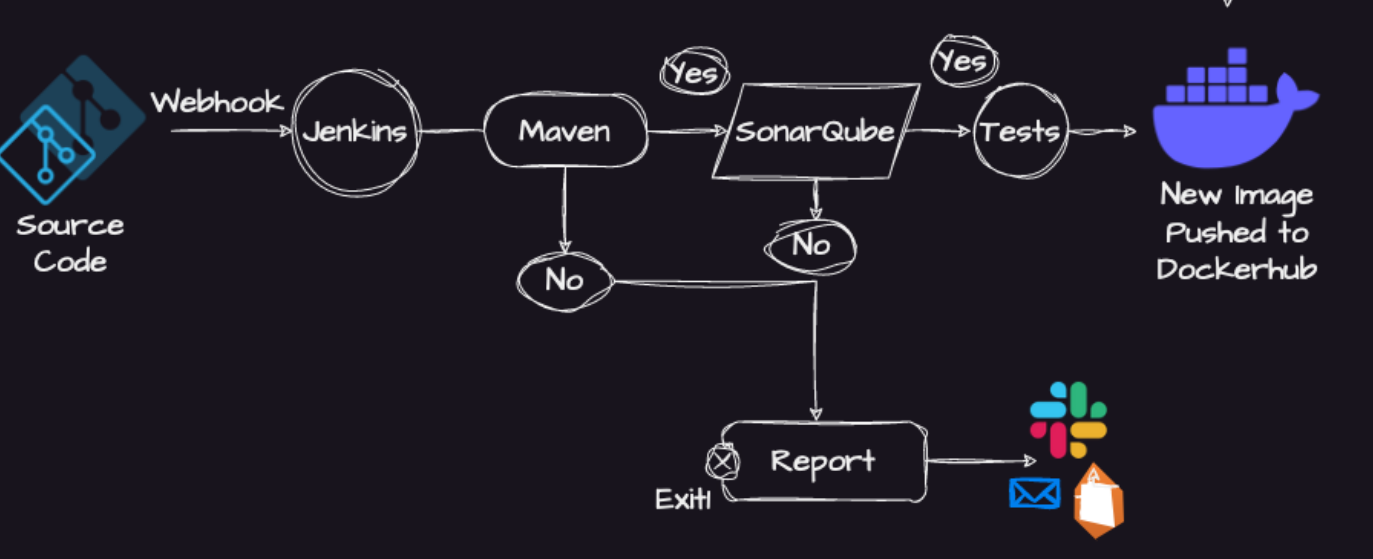 Yes
Yes
Webhook
Jenkins
Maven
SonarQube
Tests
New Image
Pushed to
Dockerhub
Source
Code
No
No
Report
Exit!